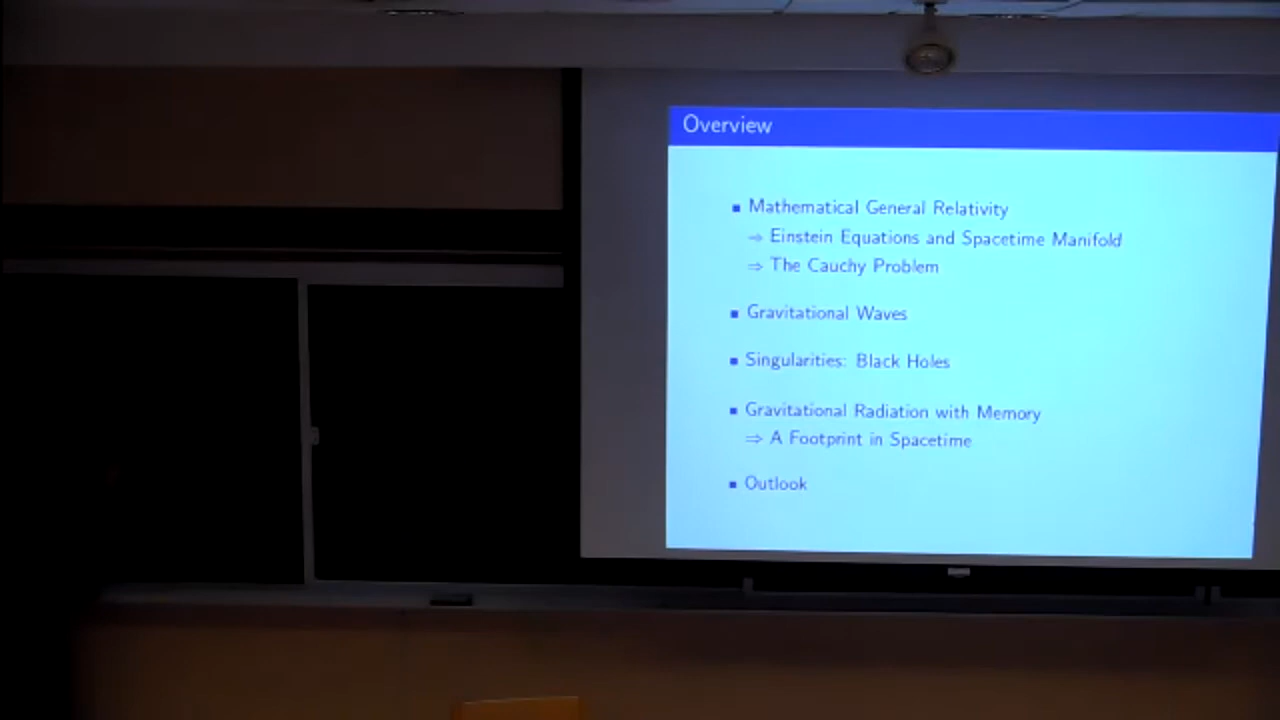 Overview
▪ Mathematical General Relativity
⇒ Einstein Equations and Spacetime Manifold
⇒ The Cauchy Problem
▪ Gravitational Waves
▪ Singularities: Black Holes
▪ Gravitational Radiation with Memory
⇒ A Footprint in Spacetime
▪ Outlook